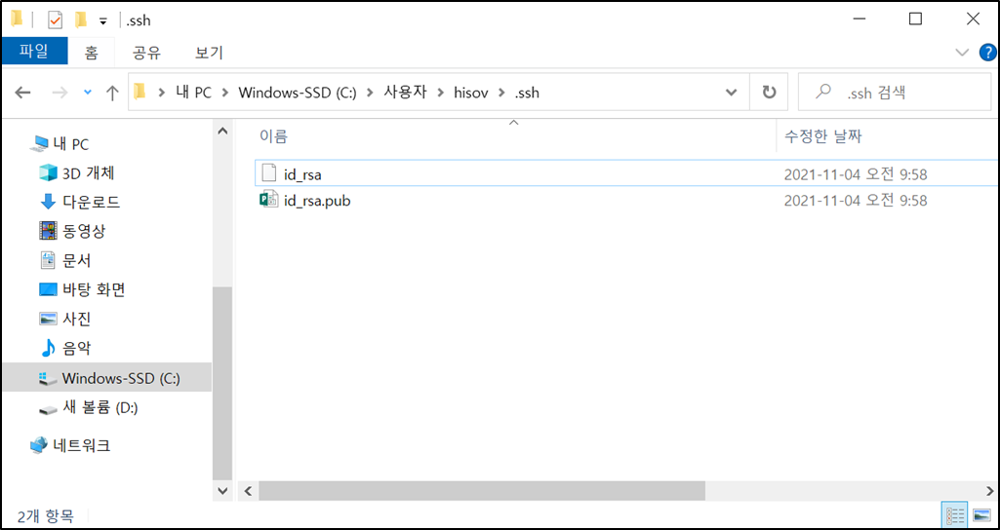 .ssh
파일 홈 공유 보기
내 PC Windows-SSD (C:) 사용자 hisov .ssh .ssh 검색
이름 수정한 날짜
id_rsa 2021-11-04 오전 9:58
id_rsa.pub 2021-11-04 오전 9:58
내 PC
3D 개체
다운로드
동영상
문서
바탕 화면
사진
음악
Windows-SSD (C:)
새 볼륨 (D:)
네트워크
2개 항목